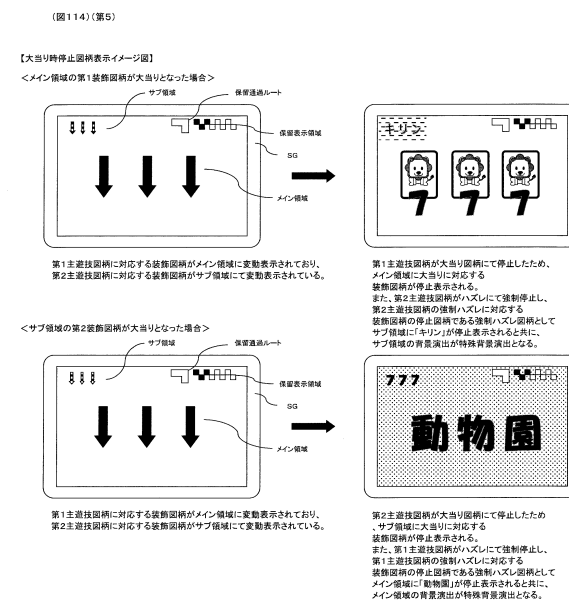 (図114)(第5)
【大当り時停止図柄表示イメージ図】
＜メイン領域の第1装飾図柄が大当りとなった場合＞
サブ領域
保留通過ルート
保留表示領域
SG
メイン領域
キリン
7 7 7
第1主遊技図柄に対応する装飾図柄がメイン領域に変動表示されており、
第2主遊技図柄に対応する装飾図柄がサブ領域にて変動表示されている。
第1主遊技図柄が大当り図柄にて停止したため、
メイン領域に大当りに対応する
装飾図柄が停止表示される。
また、第2主遊技図柄がハズレにて強制停止し、
第2主遊技図柄の強制ハズレに対応する
装飾図柄の停止図柄である強制ハズレ図柄として
サブ領域に「キリン」が停止表示されると共に、
サブ領域の背景演出が特殊背景演出となる。
＜サブ領域の第2装飾図柄が大当りとなった場合＞
サブ領域
保留通過ルート
保留表示領域
SG
メイン領域
777
動物園
第1主遊技図柄に対応する装飾図柄がメイン領域に変動表示されており、
第2主遊技図柄に対応する装飾図柄がサブ領域にて変動表示されている。
第2主遊技図柄が大当り図柄にて停止したため
、サブ領域に大当りに対応する
装飾図柄が停止表示される。
また、第1主遊技図柄がハズレにて強制停止し、
第1主遊技図柄の強制ハズレに対応する
装飾図柄の停止図柄である強制ハズレ図柄として
メイン領域に「動物園」が停止表示されると共に、
メイン領域の背景演出が特殊背景演出となる。